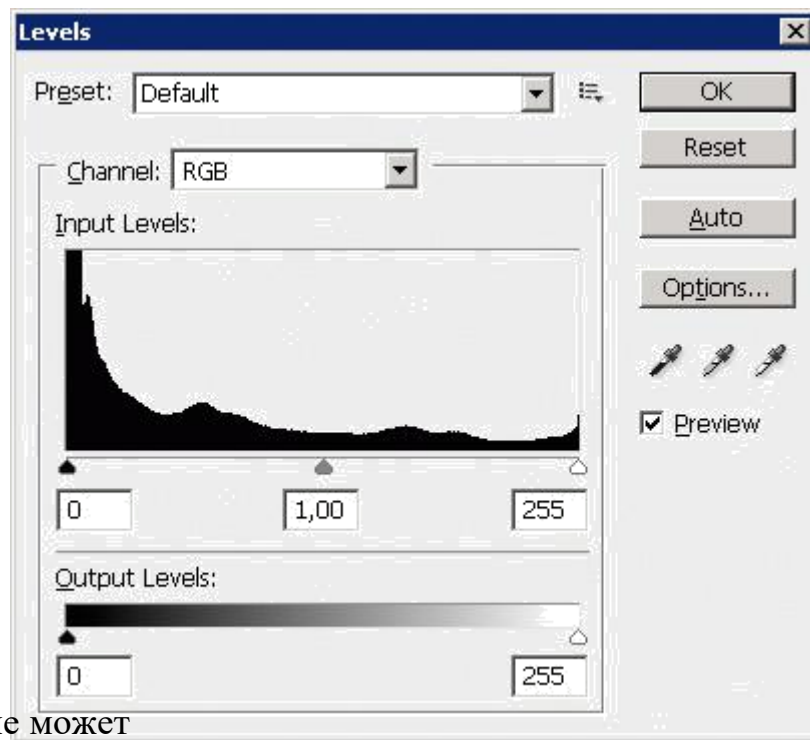 Levels
Preset: Default
OK
Reset
Channel: RGB
Input Levels:
Auto
Options...
Preview
0 1,00 255
Output Levels:
0 255
может